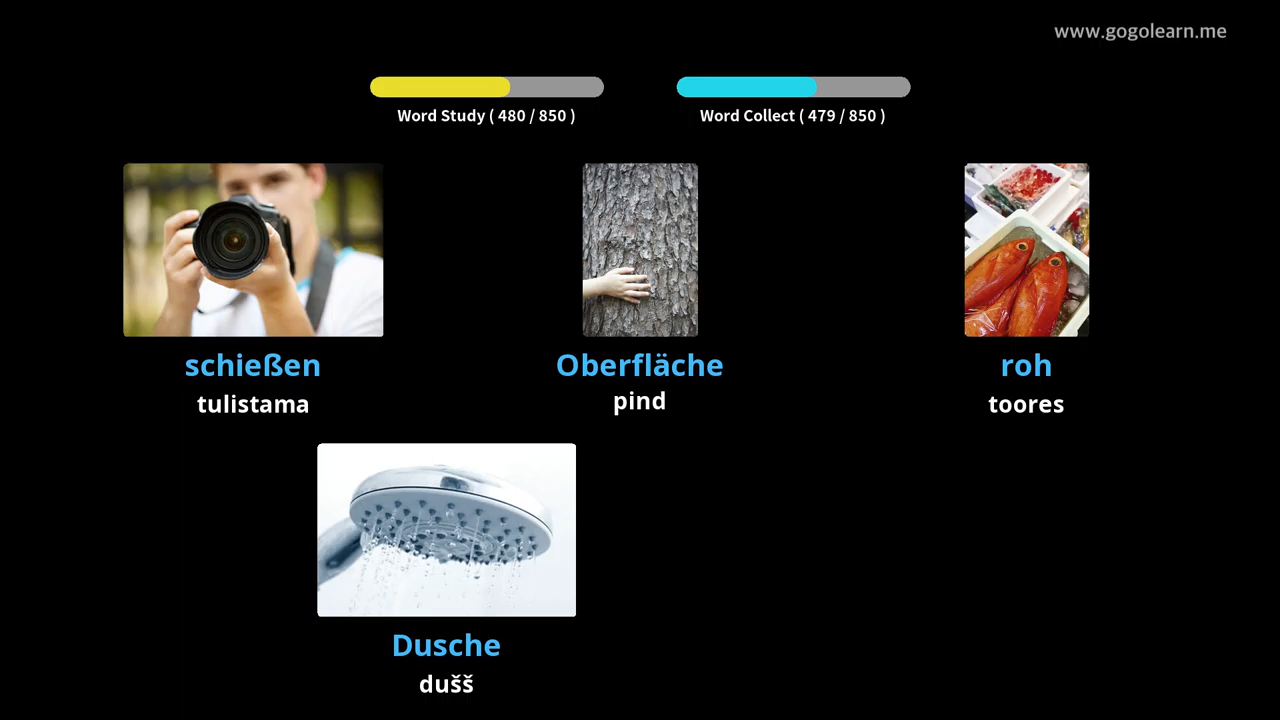 www.gogolearn.me
Word Study ( 480 / 850 )
Word Collect ( 479 / 850 )
schießen
tulistama
Oberfläche
pind
roh
toores
Dusche
dušš